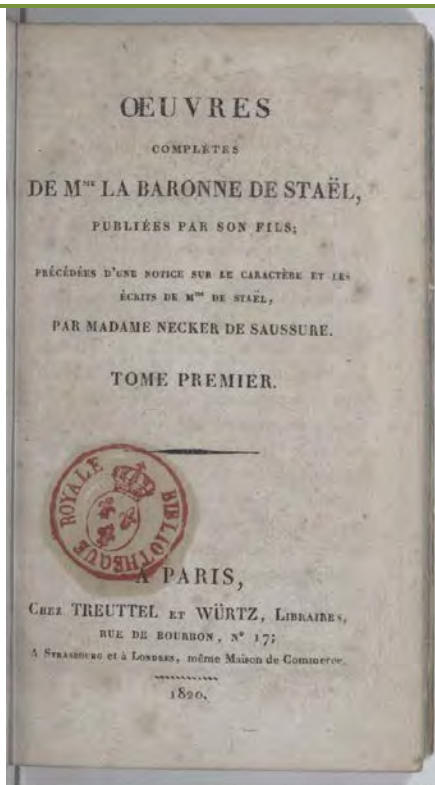 ŒUVRES
COMPLÈTES
DE Mme LA BARONNE DE STAËL,
PUBLIÉES PAR SON FILS;
PRÉCÉDÉES D'UNE NOTICE SUR LE CARACTÈRE ET LES
ÉCRITS DE Mme DE STAËL,
PAR MADAME NECKER DE SAUSSURE.
TOME PREMIER.
BIBLIOTHEQUE ROYALE
A PARIS,
CHEZ TREUTTEL ET WÜRTZ, LIBRAIRES,
RUE DE BOURBON, Nº 17;
A STRASBOURG et à LONDRES, même Maison de Commerce.
1820.